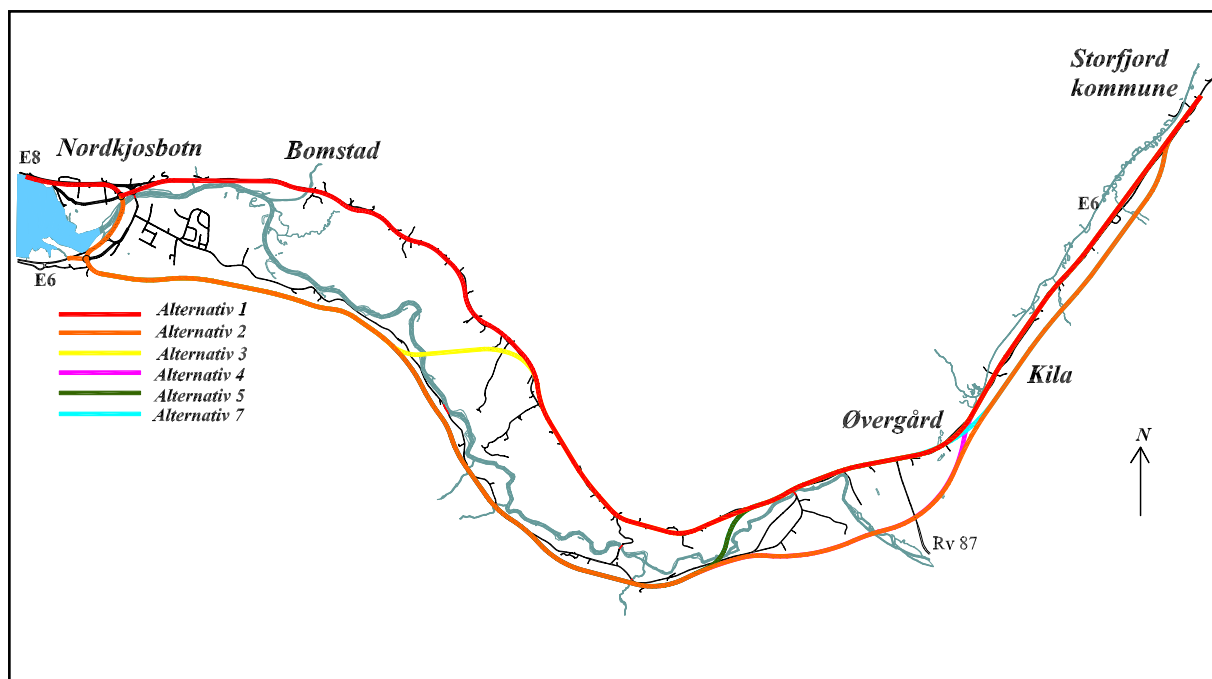 Storfjord
kommune
Nordkjosbotn
Bomstad
E8
E6
E6
Alternativ 1
Alternativ 2
Alternativ 3
Alternativ 4
Alternativ 5
Alternativ 7
Kila
Øvergård
N
Rv 87